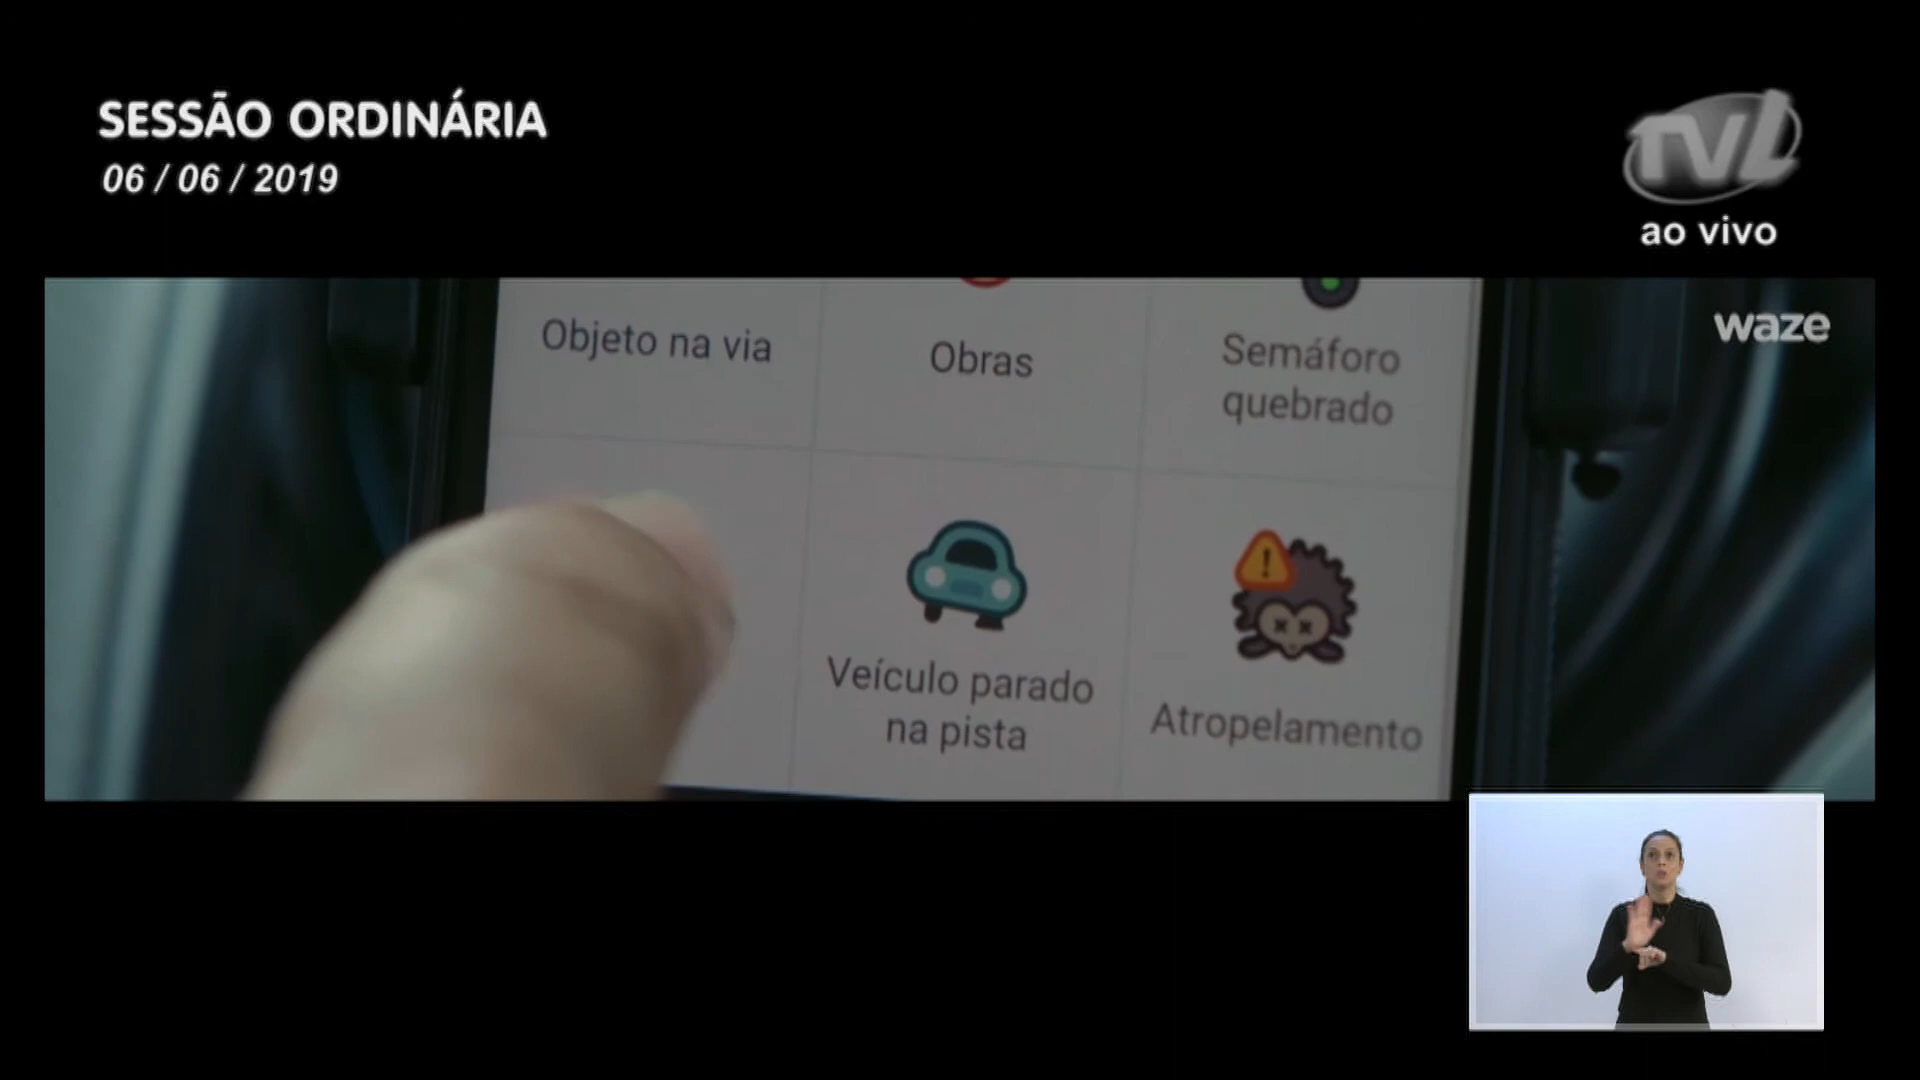 SESSÃO ORDINÁRIA
06 / 06 / 2019
TVL
ao vivo
waze
Objeto na via
Obras
Semáforo
quebrado
Veículo parado
na pista
Atropelamento